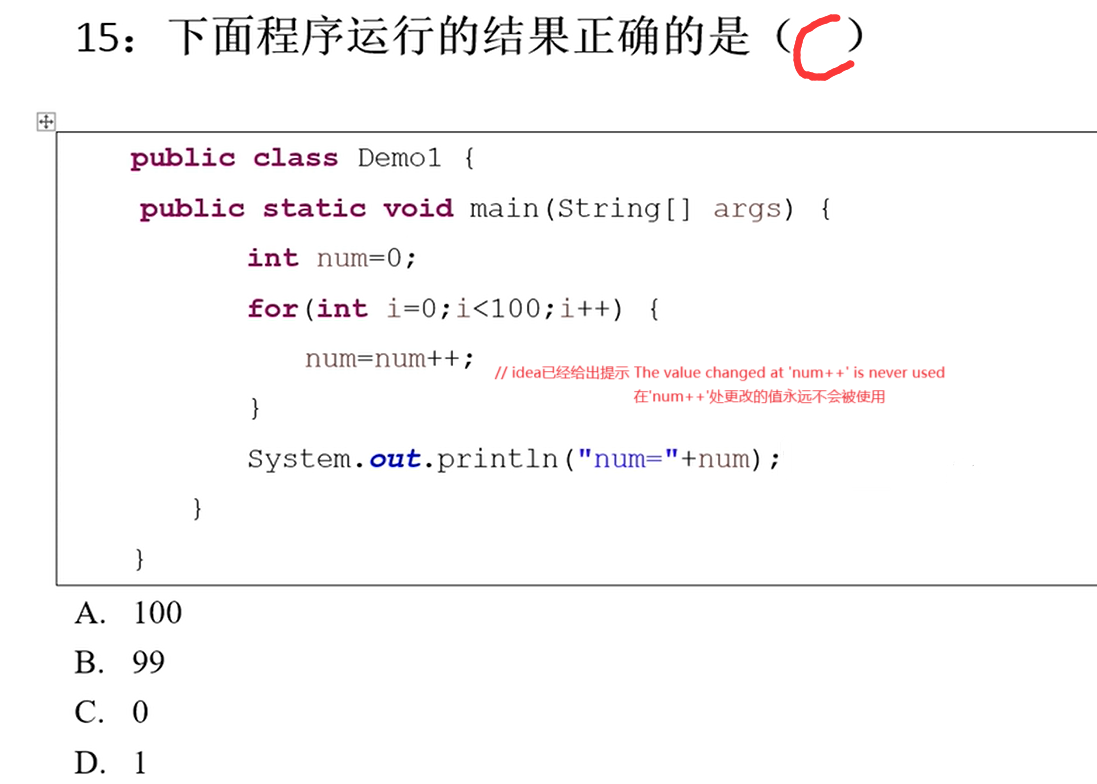 15：下面程序运行的结果正确的是（C）
public class Demo1 {
public static void main(String[] args) {
int num=0;
for(int i=0;i<100;i++) {
num=num++;
// idea已经给出提示 The value changed at 'num++' is never used
在'num++'处更改的值永远不会被使用
}
System.out.println("num="+num);
}
}
A. 100
B. 99
C. 0
D. 1